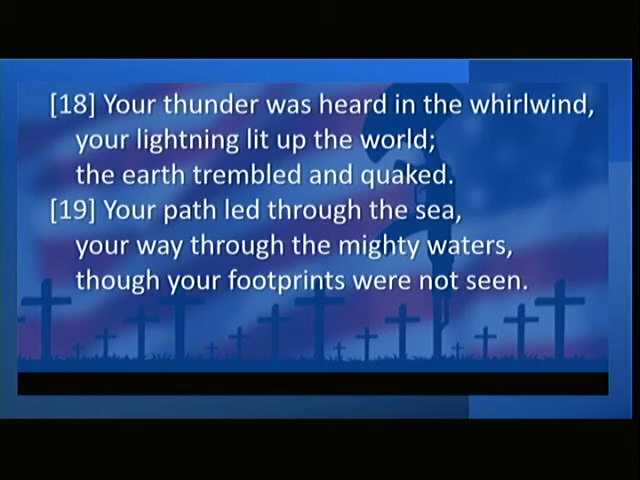 [18] Your thunder was heard in the whirlwind,
your lightning lit up the world;
the earth trembled and quaked.
[19] Your path led through the sea,
your way through the mighty waters,
though your footprints were not seen.